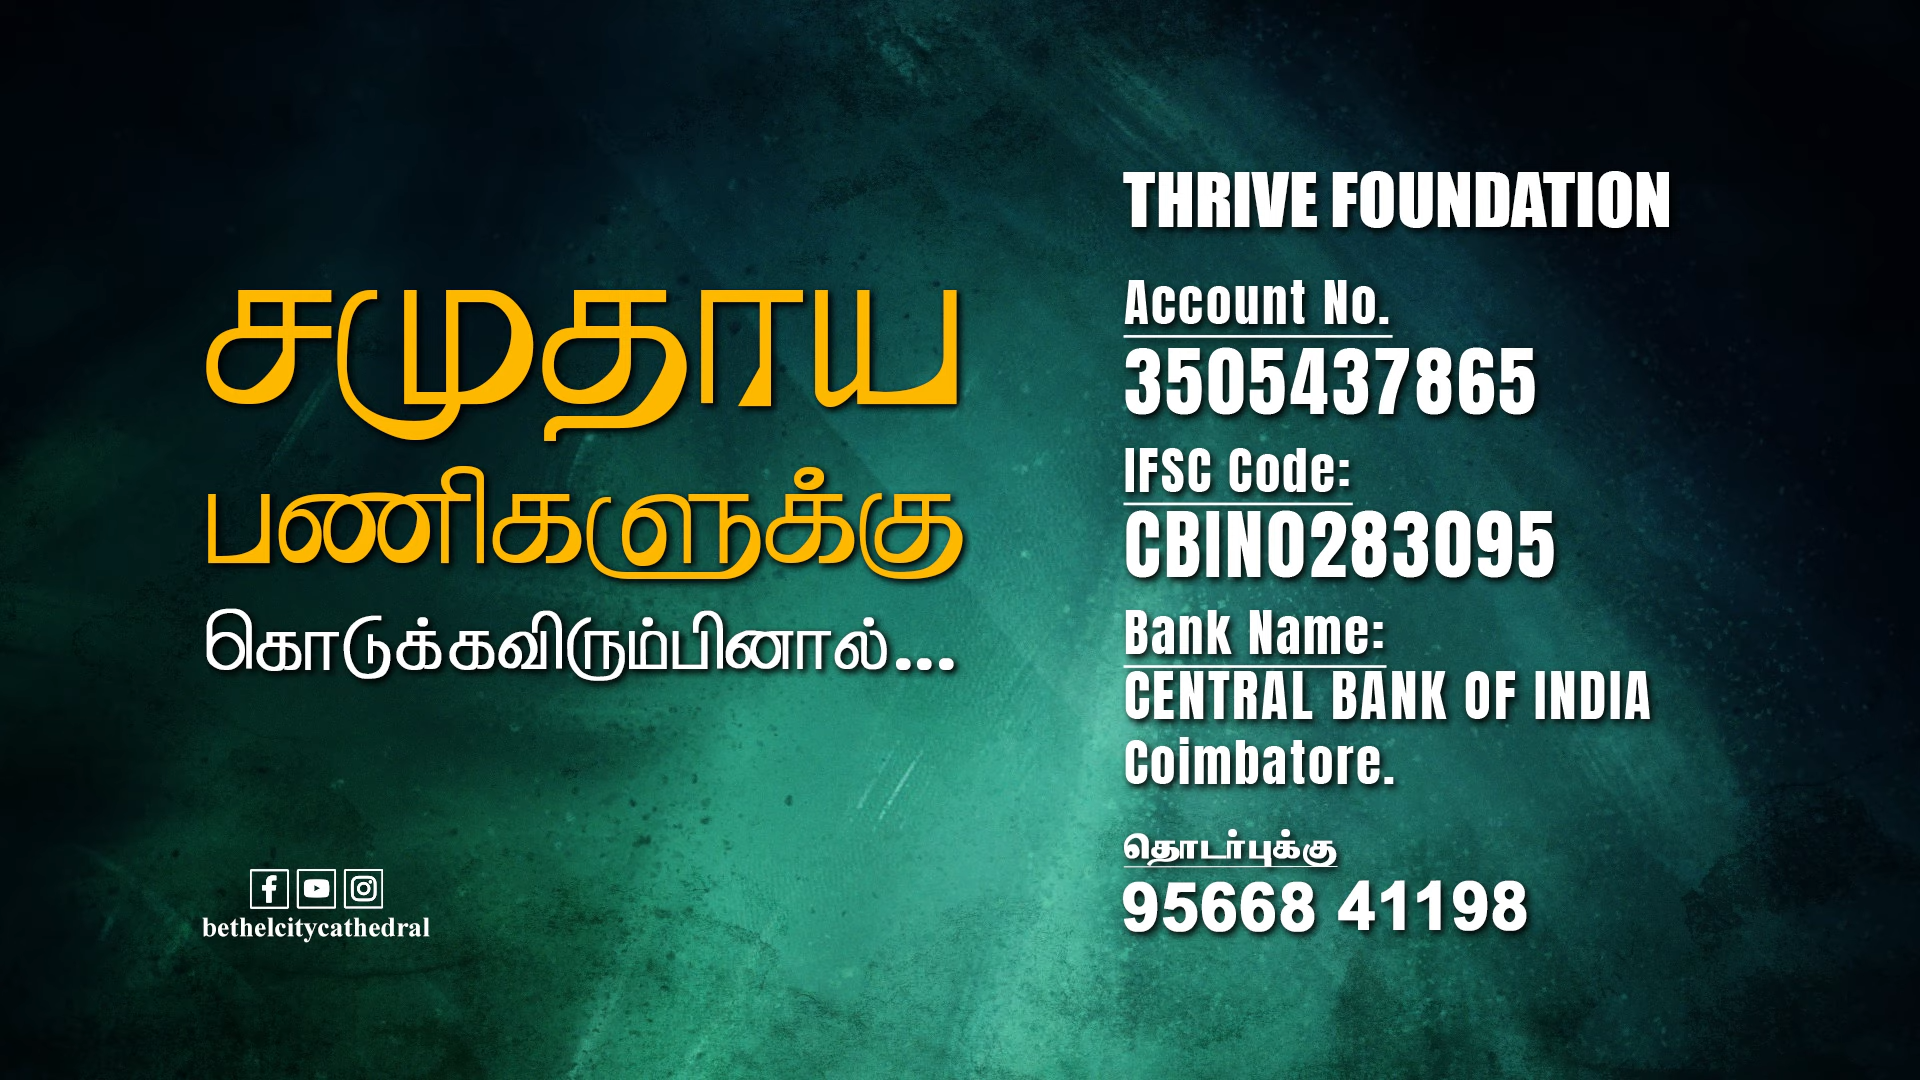 சமுதாய
பணிகளுக்கு
கொடுக்கவிரும்பினால்...
bethelcitycathedral
THRIVE FOUNDATION
Account No.
3505437865
IFSC Code:
CBIN0283095
Bank Name:
CENTRAL BANK OF INDIA
Coimbatore.
தொடர்புக்கு
95668 41198